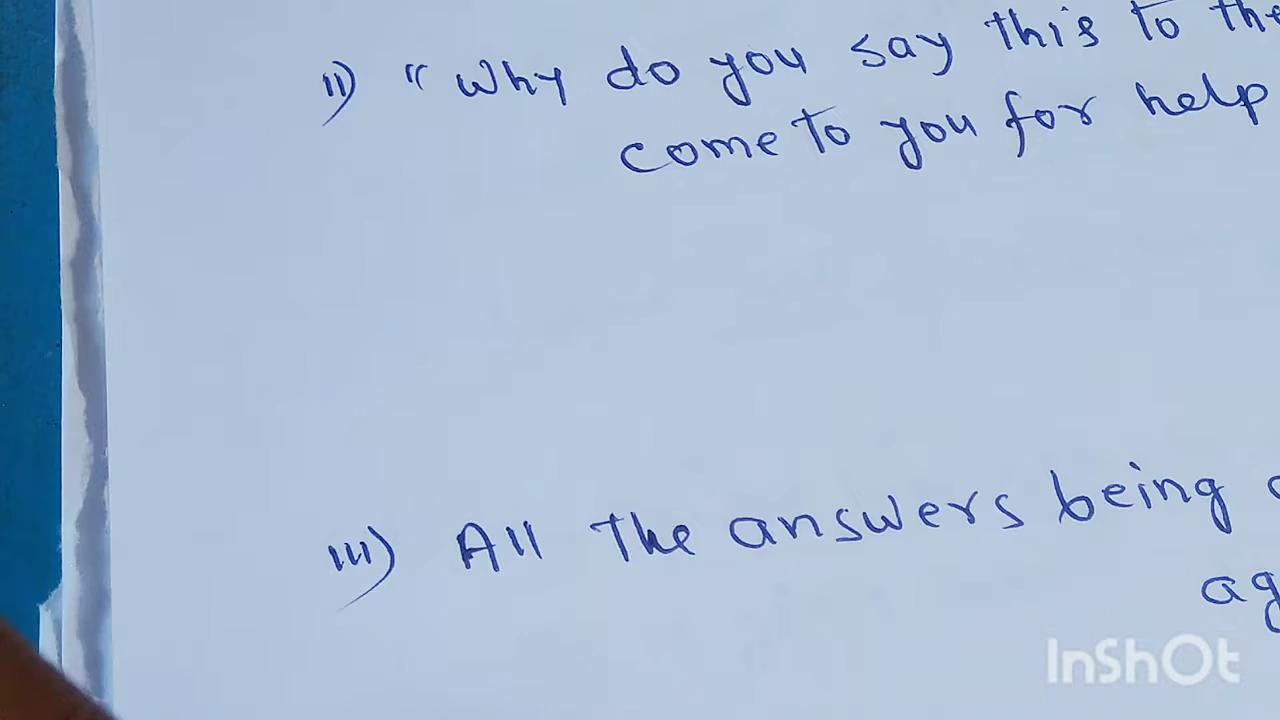 II) " Why do you say this to the
come to you for help
III) All the answers being
InShOt